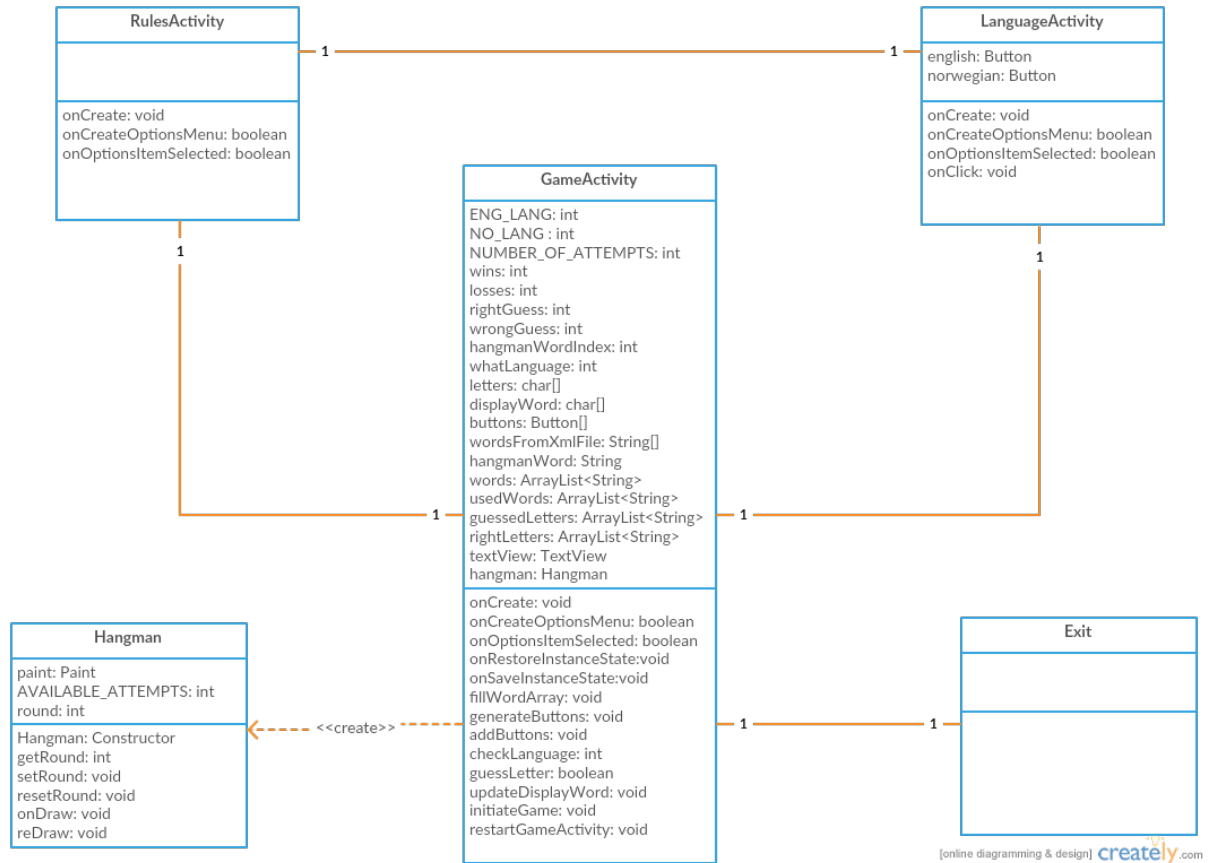 RulesActivity
onCreate: void
onCreateOptionsMenu: boolean
onOptionsItemSelected: boolean
1
1
LanguageActivity
english: Button
norwegian: Button
onCreate: void
onCreateOptionsMenu: boolean
onOptionsItemSelected: boolean
onClick: void
1
1
GameActivity
ENG_LANG: int
NO_LANG : int
NUMBER_OF_ATTEMPTS: int
wins: int
losses: int
rightGuess: int
wrongGuess: int
hangmanWordIndex: int
whatLanguage: int
letters: char[]
displayWord: char[]
buttons: Button[]
wordsFromXmlFile: String[]
hangmanWord: String
words: ArrayList<String>
usedWords: ArrayList<String>
guessedLetters: ArrayList<String>
rightLetters: ArrayList<String>
textView: TextView
hangman: Hangman
onCreate: void
onCreateOptionsMenu: boolean
onOptionsItemSelected: boolean
onRestoreInstanceState:void
onSaveInstanceState:void
fillWordArray: void
generateButtons: void
addButtons: void
checkLanguage: int
guessLetter: boolean
updateDisplayWord: void
initiateGame: void
restartGameActivity: void
1
1
Hangman
paint: Paint
AVAILABLE_ATTEMPTS: int
round: int
Hangman: Constructor
getRound: int
setRound: void
resetRound: void
onDraw: void
reDraw: void
<<create>>
1
1
Exit
[online diagramming & design] creately.com